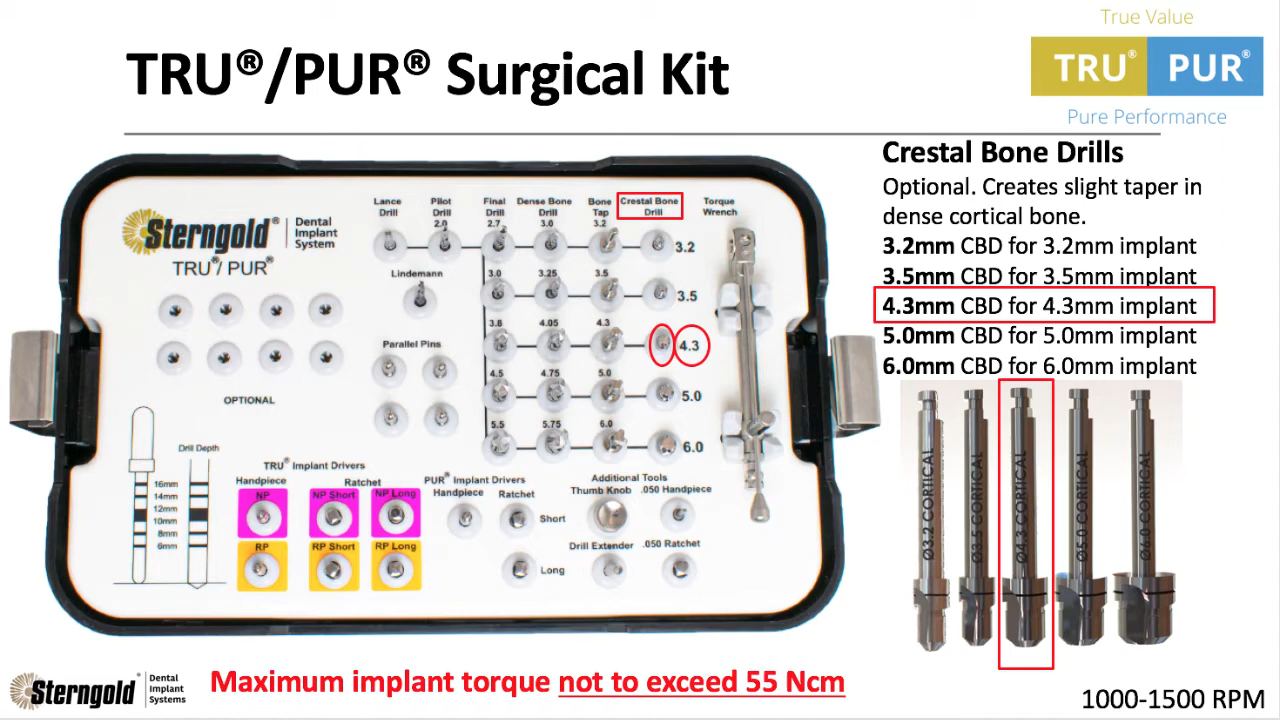 True Value
TRU®/PUR® Surgical Kit
TRU® PUR®
Pure Performance
Crestal Bone Drills
Optional. Creates slight taper in
dense cortical bone.
3.2mm CBD for 3.2mm implant
3.5mm CBD for 3.5mm implant
4.3mm CBD for 4.3mm implant
5.0mm CBD for 5.0mm implant
6.0mm CBD for 6.0mm implant
Sterngold®
Dental
Implant
System
TRU®/ PUR®
OPTIONAL
Lance
Drill
Pilot
Drill
2.0
Final
Drill
2.7
Dense Bone
Drill
3.0
Bone
Tap
3.2
Crestal Bone
Drill
Torque
Wrench
3.2
Lindemann
3.0 3.25 3.5
3.5
3.8 4.05 4.3
4.3
Parallel Pins
4.5 4.75 5.0
5.0
5.5 5.75 6.0
6.0
Drill Depth
16mm
14mm
12mm
10mm
8mm
6mm
TRU® Implant Drivers
Handpiece
Ratchet
NP NP Short NP Long
RP RP Short RP Long
PUR® Implant Drivers
Handpiece
Ratchet
Short
Long
Additional Tools
Thumb Knob .050 Handpiece
Drill Extender .050 Ratchet
Ø3.2 CORTICAL
Ø3.5 CORTICAL
Ø4.3 CORTICAL
Ø5.0 CORTICAL
Sterngold®
Dental
Implant
Systems
Maximum implant torque not to exceed 55 Ncm
1000-1500 RPM